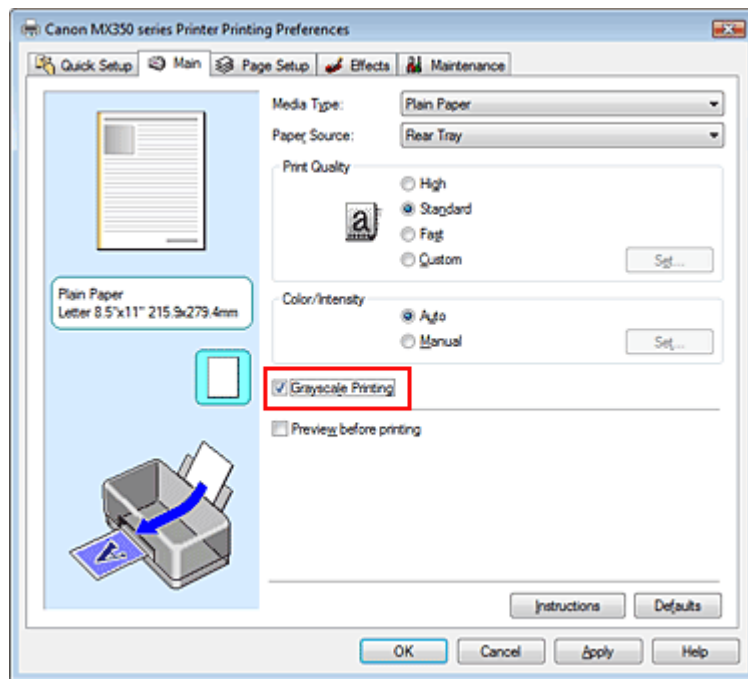 Canon MX350 series Printer Printing Preferences
Quick Setup Main Page Setup Effects Maintenance
Media Type: Plain Paper
Paper Source: Rear Tray
Print Quality
High
a Standard
Fast
Custom Set...
Plain Paper
Letter 8.5"x11" 215.9x279.4mm
Color/Intensity
Auto
Manual Set...
Grayscale Printing
Preview before printing
A
Instructions Defaults
OK Cancel Apply Help